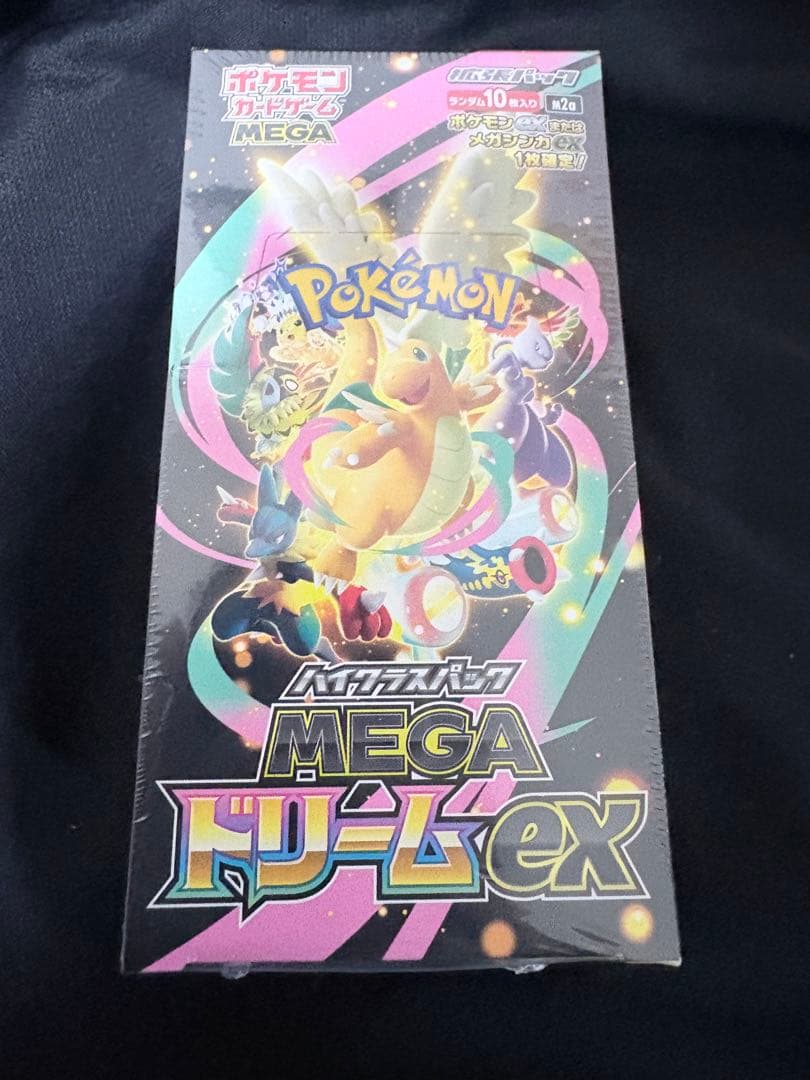 ポケモン
カードゲーム
MEGA
拡張パック
ランダム10枚入り M2a
ポケモンexまたは
メガシンカex
1枚確定!
POKéMON
ハイクラスパック
MEGA
ドリームex